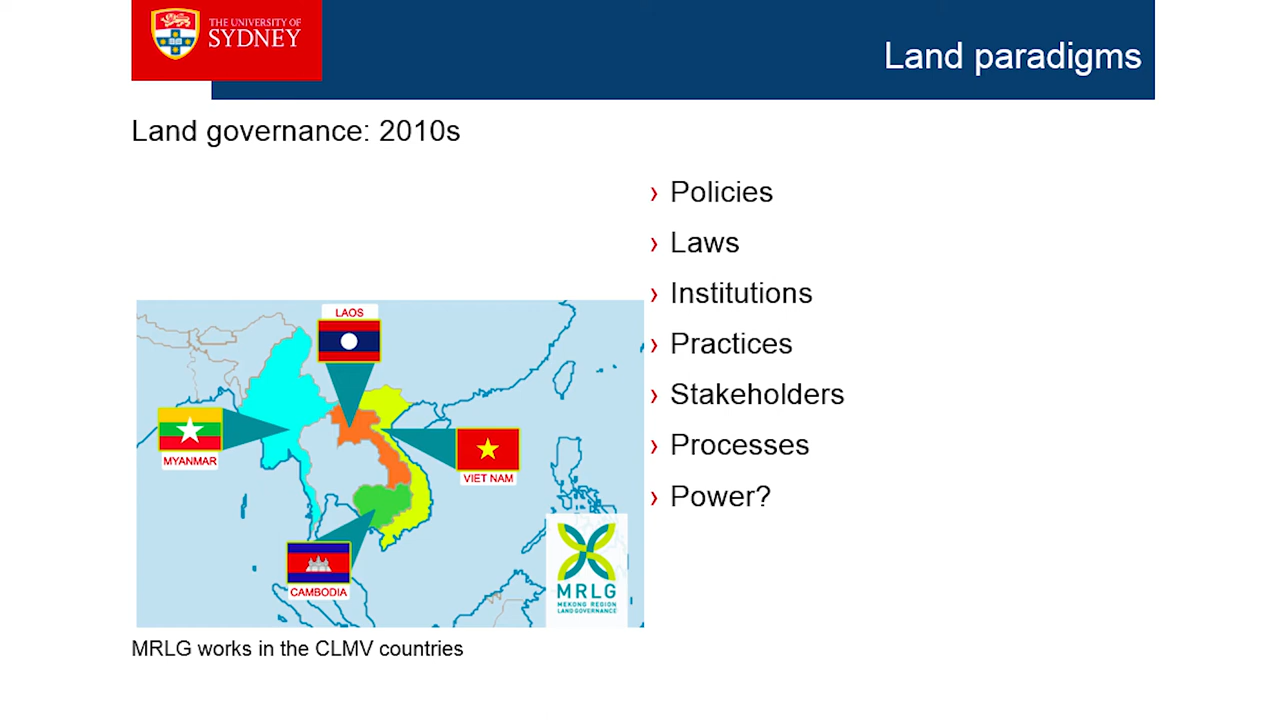 THE UNIVERSITY OF
SYDNEY
Land paradigms
Land governance: 2010s
› Policies
› Laws
› Institutions
› Practices
› Stakeholders
› Processes
› Power?
LAOS
MYANMAR
VIET NAM
CAMBODIA
MRLG
MEKONG REGION
LAND GOVERNANCE
MRLG works in the CLMV countries